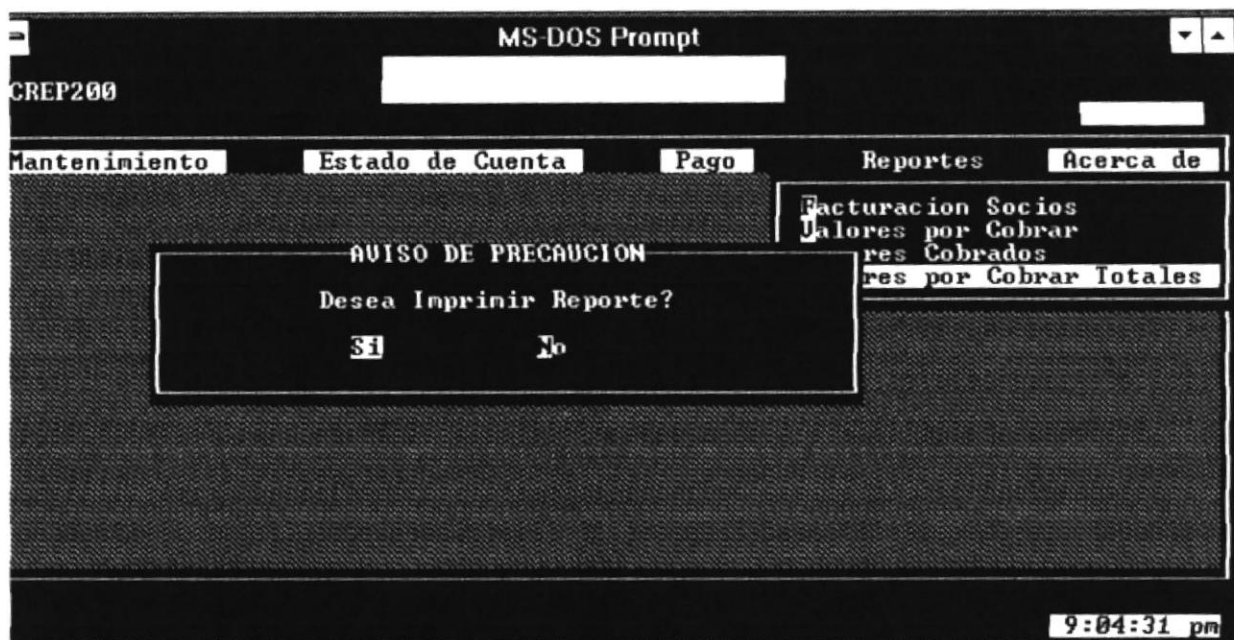 MS-DOS Prompt
CREP200
Mantenimiento Estado de Cuenta Pago Reportes Acerca de
Facturacion Socios
Valores por Cobrar
res Cobrados
res por Cobrar Totales
AVISO DE PRECAUCION
Desea Imprimir Reporte?
Si No
9:04:31 pm